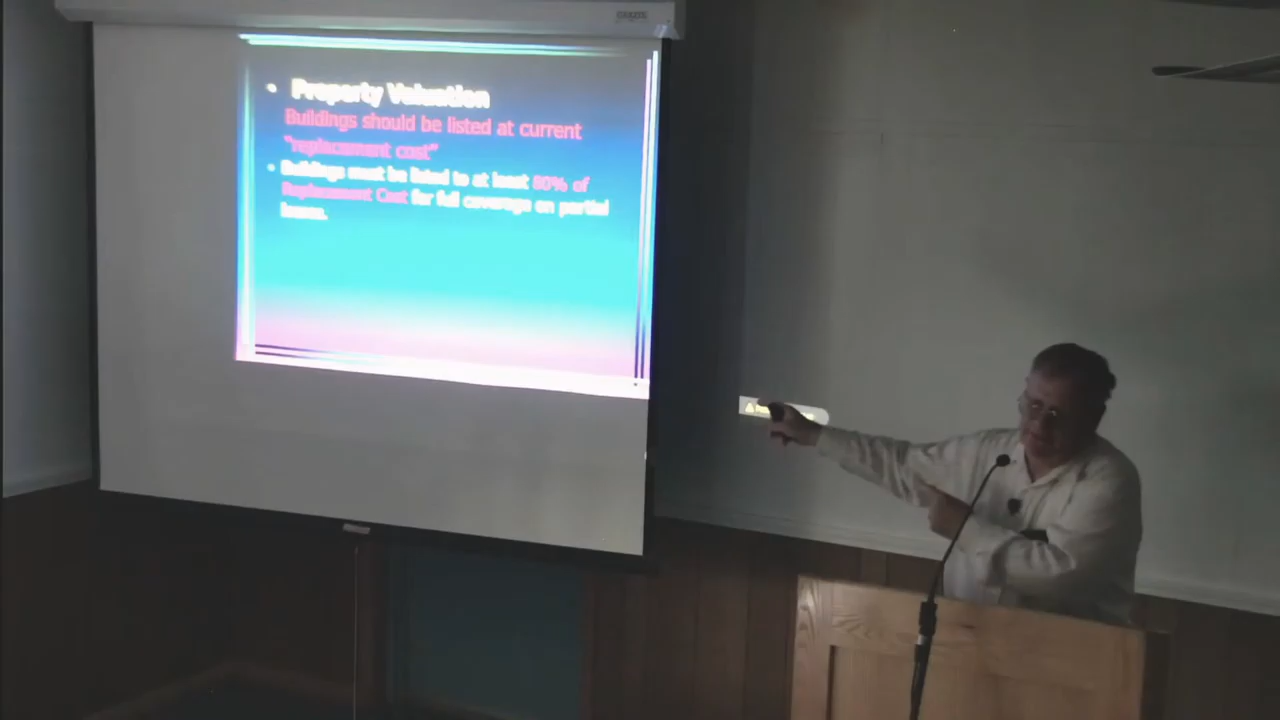 • Property Valuation
Buildings should be listed at current
"replacement cost"
• Buildings must be listed to at least 80% of
Replacement Cost for full coverage on partial
losses.